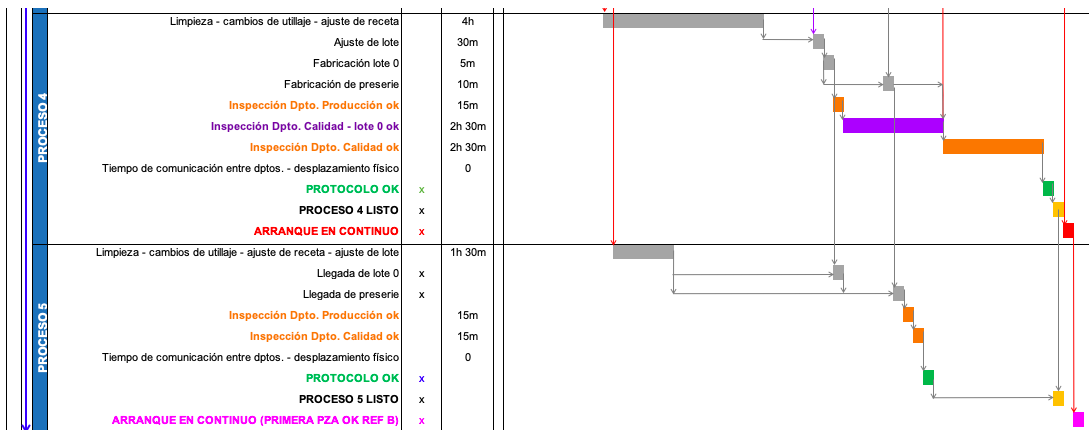 PROCESO 4
Limpieza - cambios de utillaje - ajuste de receta 4h
Ajuste de lote 30m
Fabricación lote 0 5m
Fabricación de preserie 10m
Inspección Dpto. Producción ok 15m
Inspección Dpto. Calidad - lote 0 ok 2h 30m
Inspección Dpto. Calidad ok 2h 30m
Tiempo de comunicación entre dptos. - desplazamiento físico 0
PROTOCOLO OK x
PROCESO 4 LISTO x
ARRANQUE EN CONTINUO x
PROCESO 5
Limpieza - cambios de utillaje - ajuste de receta - ajuste de lote 1h 30m
Llegada de lote 0 x
Llegada de preserie x
Inspección Dpto. Producción ok 15m
Inspección Dpto. Calidad ok 15m
Tiempo de comunicación entre dptos. - desplazamiento físico 0
PROTOCOLO OK x
PROCESO 5 LISTO x
ARRANQUE EN CONTINUO (PRIMERA PZA OK REF B) x